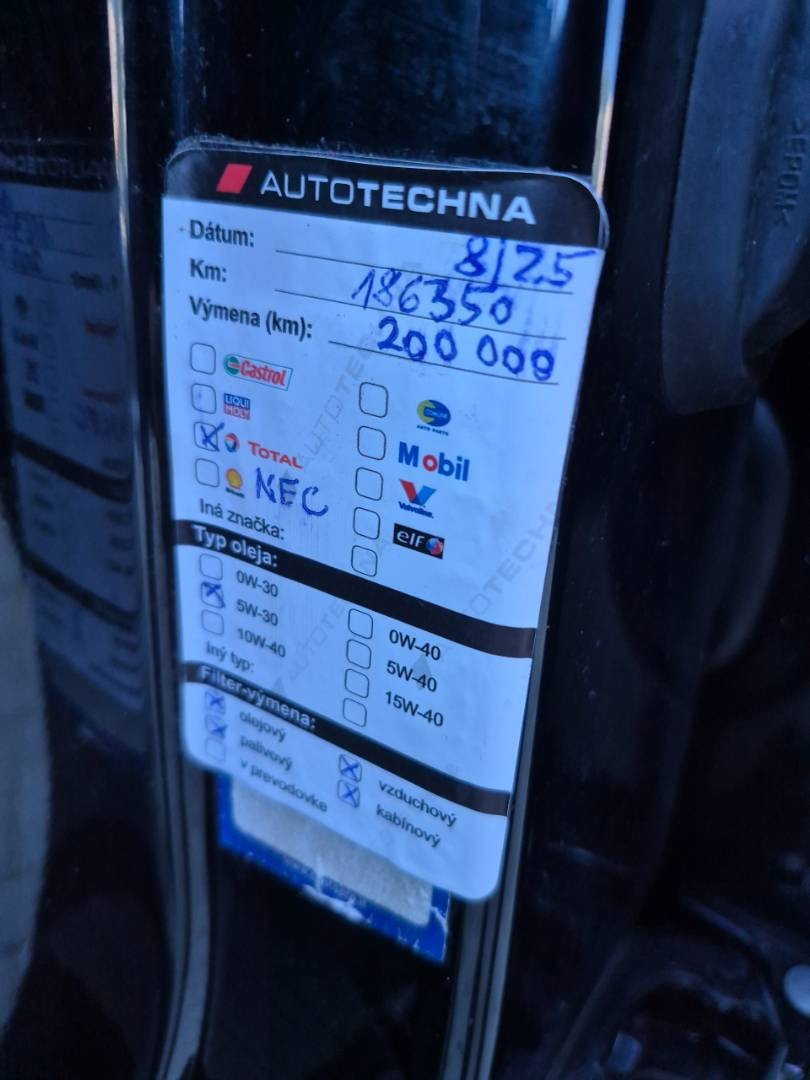 AUTOTECHNA
Dátum: 8/25
Km: 186350
Výmena (km): 200 000
Castrol
LIQUI MOLY
TOTAL
Mobil
NEC
Valvoline
Iná značka:
elf
Typ oleja:
0W-30
0W-40
5W-30
5W-40
10W-40
15W-40
Iný typ:
Filter-výmena:
olejový
vzduchový
palivový
kabínový
v prevodovke